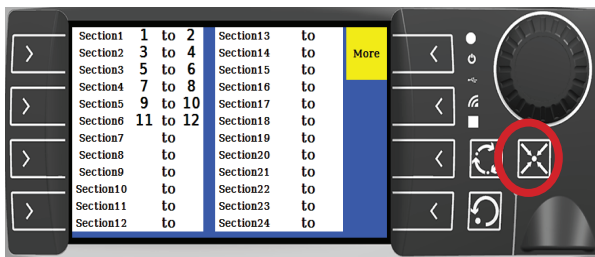 Section1 1 to 2
Section2 3 to 4
Section3 5 to 6
Section4 7 to 8
Section5 9 to 10
Section6 11 to 12
Section7 to
Section8 to
Section9 to
Section10 to
Section11 to
Section12 to
Section13 to
Section14 to
Section15 to
Section16 to
Section17 to
Section18 to
Section19 to
Section20 to
Section21 to
Section22 to
Section23 to
Section24 to
More